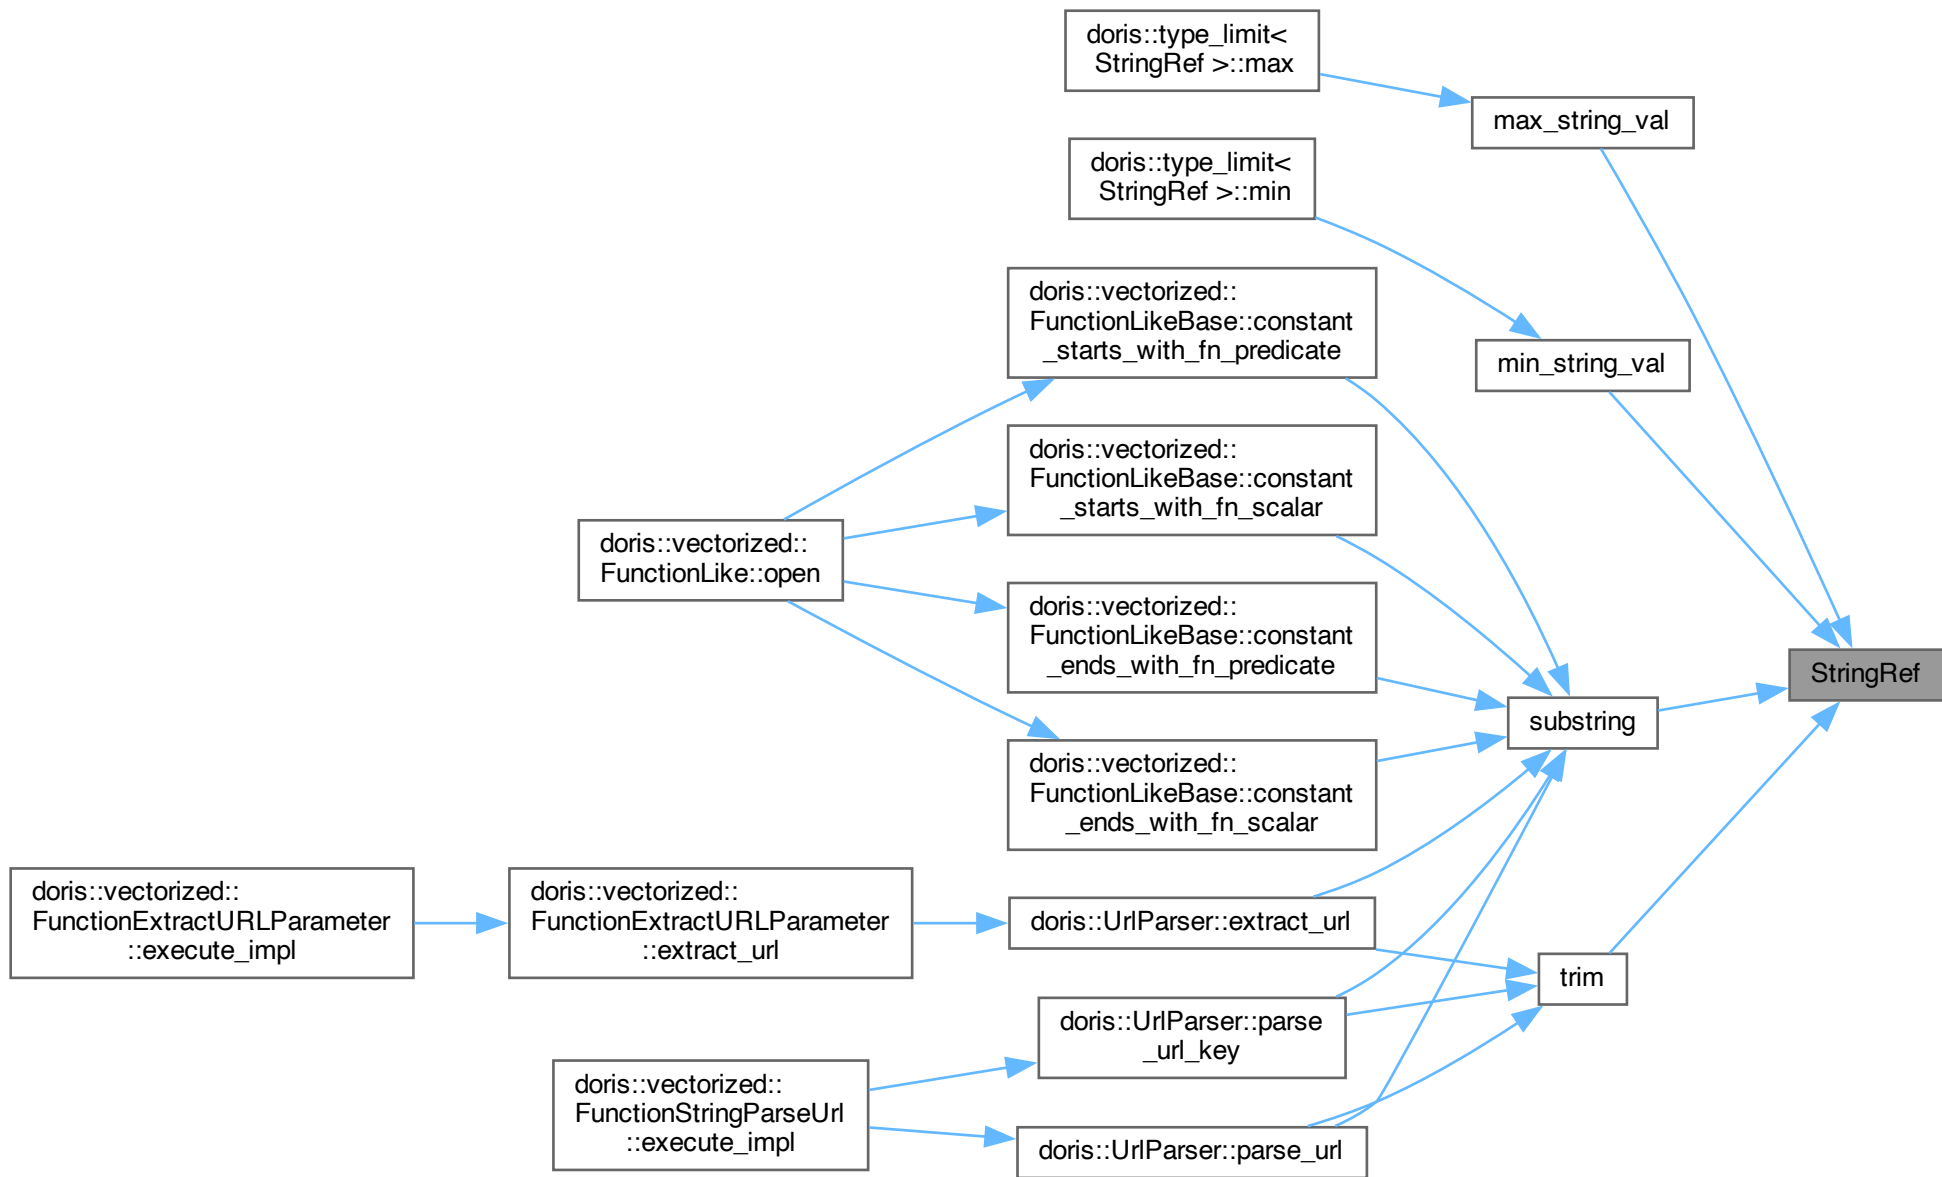 doris::type_limit<
StringRef >::max
max_string_val
doris::type_limit<
StringRef >::min
min_string_val
doris::vectorized::
FunctionLikeBase::constant
_starts_with_fn_predicate
doris::vectorized::
FunctionLikeBase::constant
_starts_with_fn_scalar
doris::vectorized::
FunctionLike::open
doris::vectorized::
FunctionLikeBase::constant
_ends_with_fn_predicate
StringRef
substring
doris::vectorized::
FunctionLikeBase::constant
_ends_with_fn_scalar
doris::vectorized::
FunctionExtractURLParameter
::execute_impl
doris::vectorized::
FunctionExtractURLParameter
::extract_url
doris::UrlParser::extract_url
trim
doris::UrlParser::parse
_url_key
doris::vectorized::
FunctionStringParseUrl
::execute_impl
doris::UrlParser::parse_url